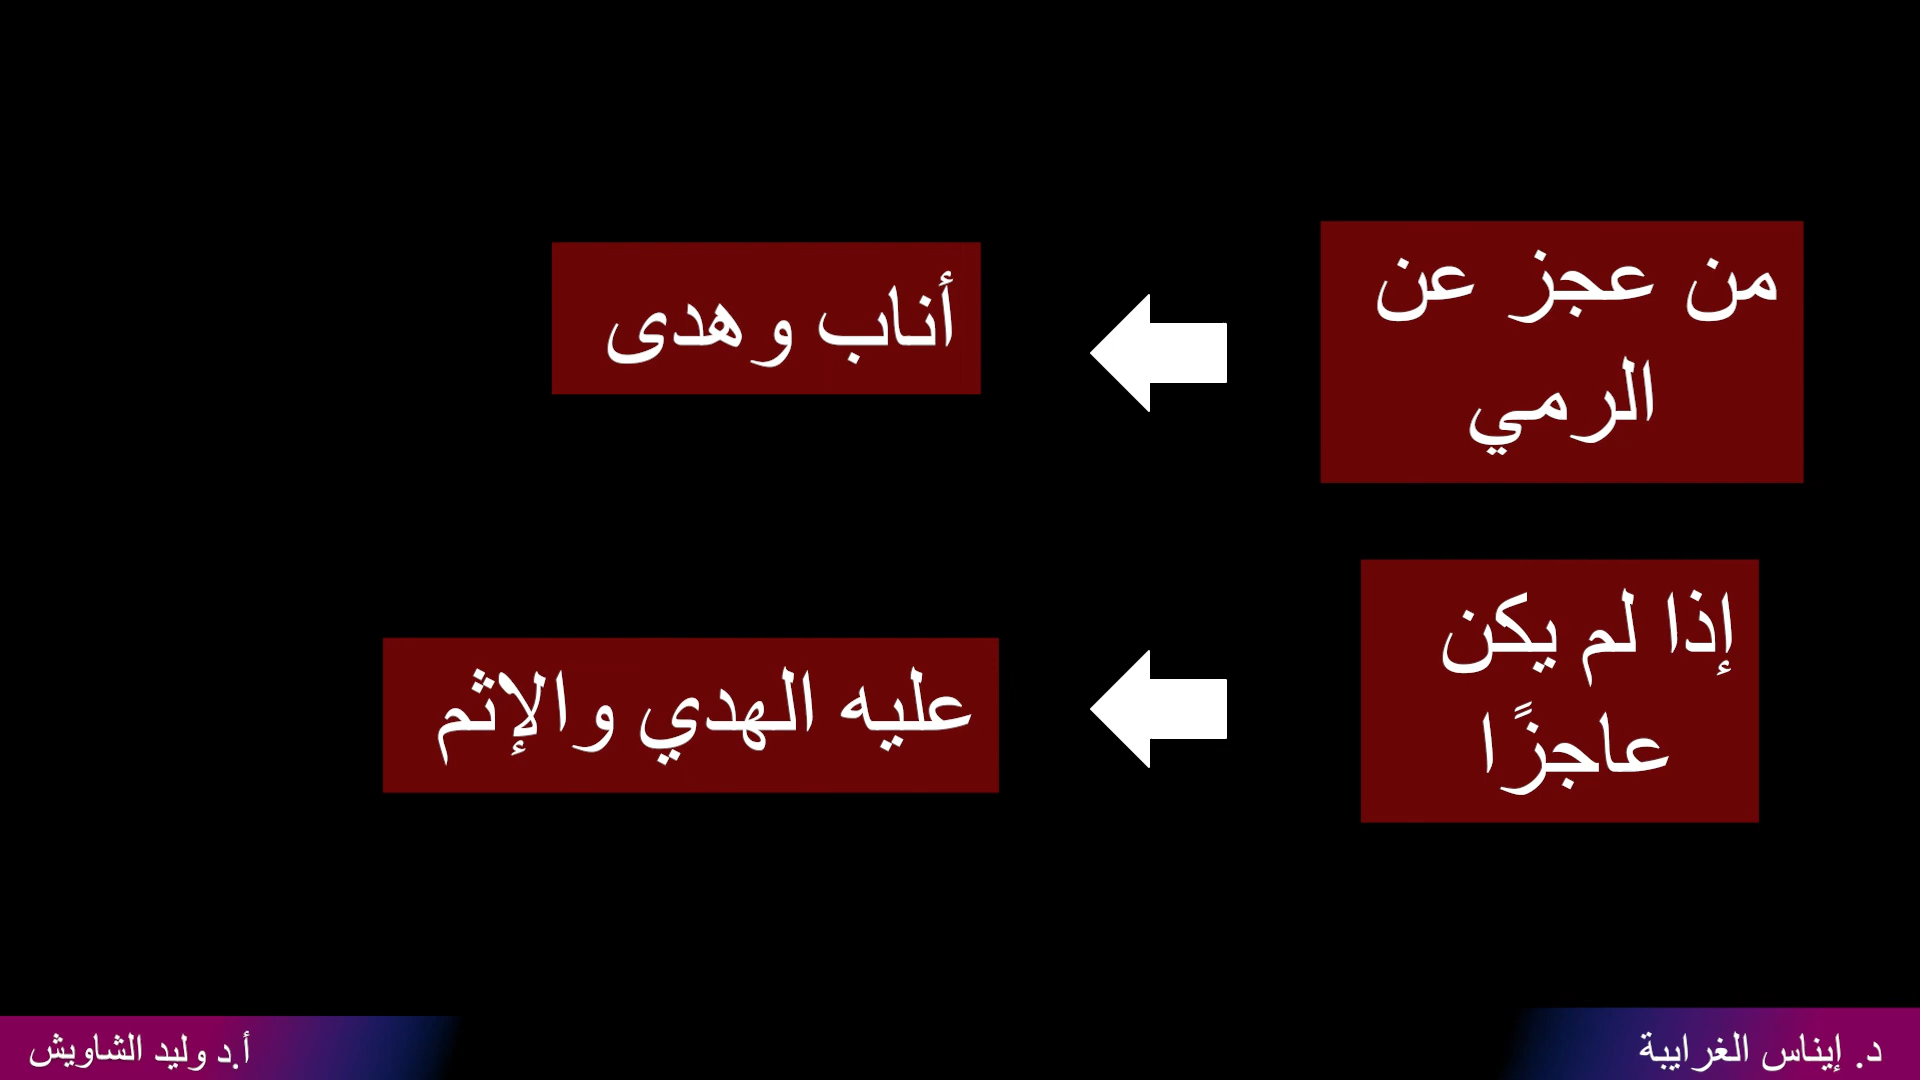 من عجز عن
الرمي
أناب وهدى
إذا لم يكن
عاجزًا
عليه الهدي والإثم
د. إيناس الغرايبة
أ.د وليد الشاويش